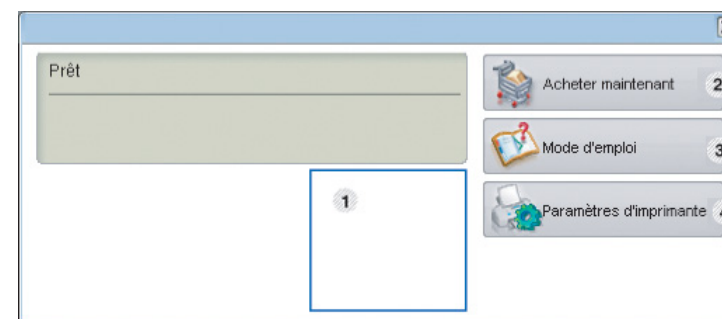 Prêt
Acheter maintenant 2
Mode d'emploi 3
1
Paramètres d'imprimante